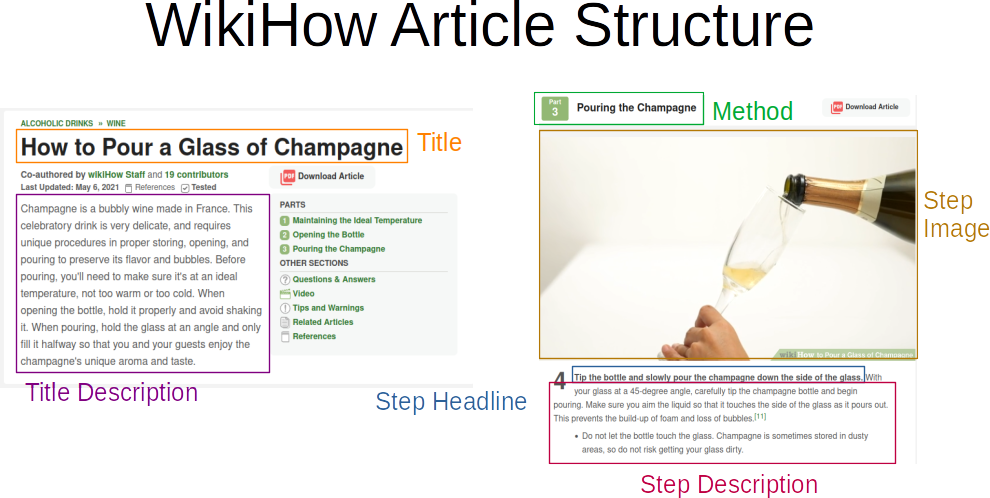 WikiHow Article Structure
ALCOHOLIC DRINKS » WINE
How to Pour a Glass of Champagne
Title
Co-authored by wikiHow Staff and 19 contributors
Last Updated: May 6, 2021 References Tested
PDF Download Article
Champagne is a bubbly wine made in France. This
celebratory drink is very delicate, and requires
unique procedures in proper storing, opening, and
pouring to preserve its flavor and bubbles. Before
pouring, you'll need to make sure it's at an ideal
temperature, not too warm or too cold. When
opening the bottle, hold it properly and avoid shaking
it. When pouring, hold the glass at an angle and only
fill it halfway so that you and your guests enjoy the
champagne's unique aroma and taste.
Title Description
PARTS
1 Maintaining the Ideal Temperature
2 Opening the Bottle
3 Pouring the Champagne
OTHER SECTIONS
Questions & Answers
Video
Tips and Warnings
Related Articles
References
Part
3
Pouring the Champagne
Method
PDF Download Article
Step
Image
wikiHow to Pour a Glass of Champagne
Step Headline
4 Tip the bottle and slowly pour the champagne down the side of the glass. With
your glass at a 45-degree angle, carefully tip the champagne bottle and begin
pouring. Make sure you aim the liquid so that it touches the side of the glass as it pours out.
This prevents the build-up of foam and loss of bubbles.[11]
• Do not let the bottle touch the glass. Champagne is sometimes stored in dusty
areas, so do not risk getting your glass dirty.
Step Description